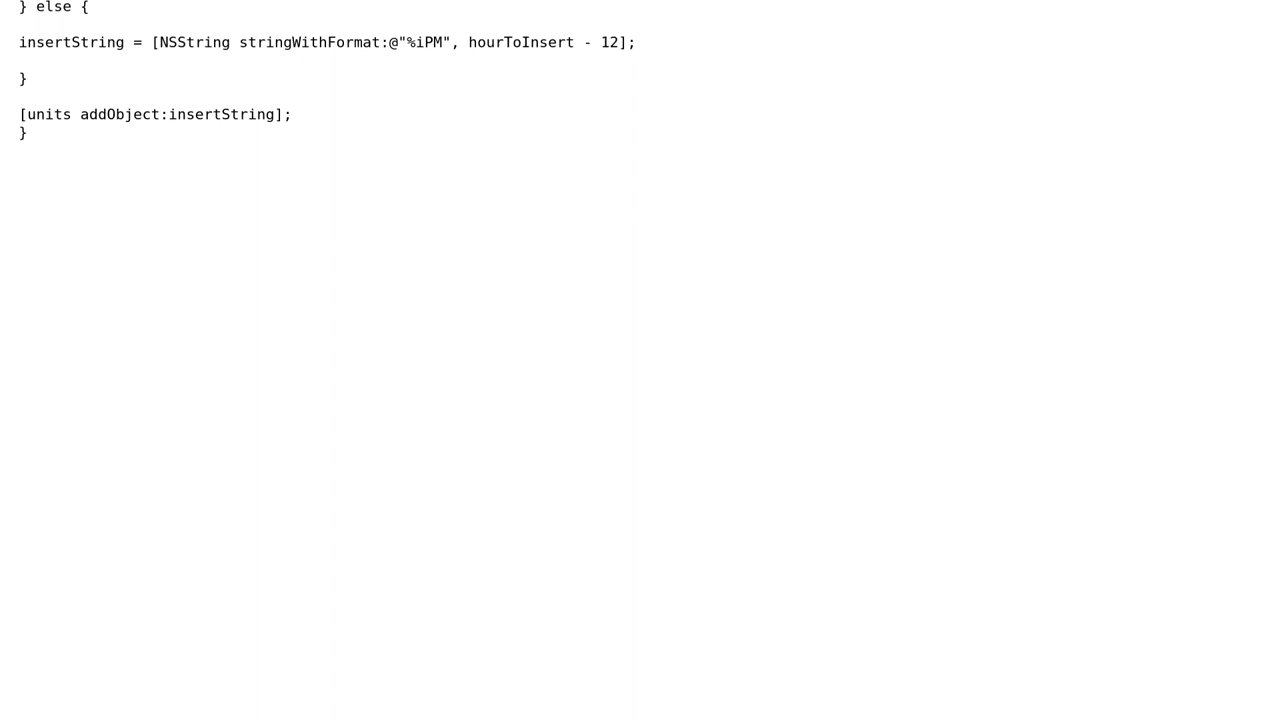 } else {
insertString = [NSString stringWithFormat:@"%iPM", hourToInsert - 12];
}
[units addObject:insertString];
}